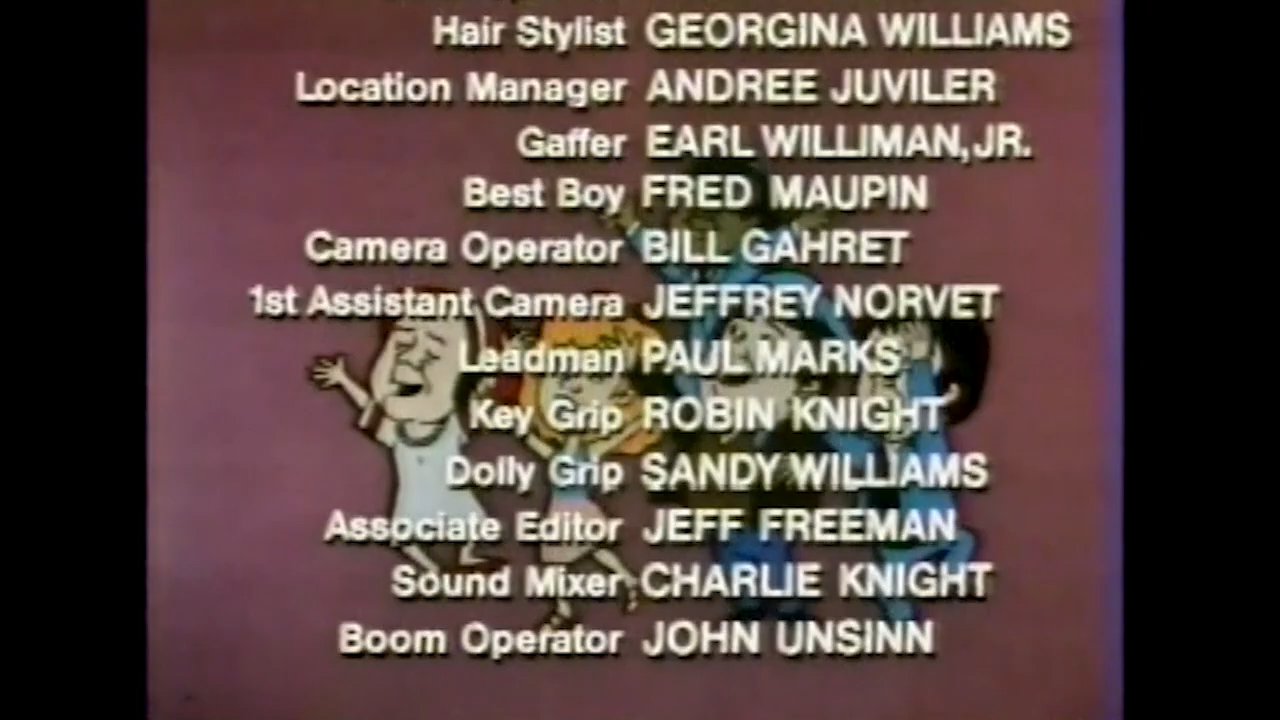 Hair Stylist GEORGINA WILLIAMS
Location Manager ANDREE JUVILER
Gaffer EARL WILLIMAN, JR.
Best Boy FRED MAUPIN
Camera Operator BILL GAHRET
1st Assistant Camera JEFFREY NORVET
Leadman PAUL MARKS
Key Grip ROBIN KNIGHT
Dolly Grip SANDY WILLIAMS
Associate Editor JEFF FREEMAN
Sound Mixer CHARLIE KNIGHT
Boom Operator JOHN UNSINN